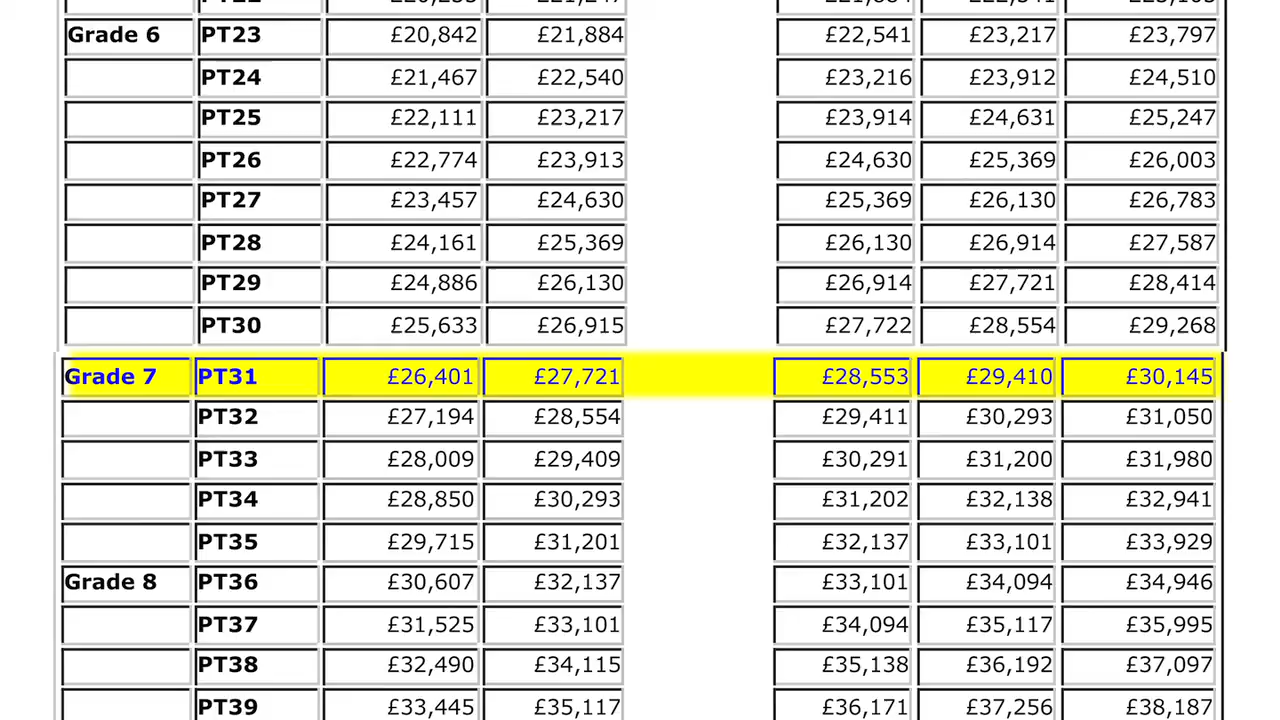 Grade 6 PT23 £20,842 £21,884 £22,541 £23,217 £23,797
PT24 £21,467 £22,540 £23,216 £23,912 £24,510
PT25 £22,111 £23,217 £23,914 £24,631 £25,247
PT26 £22,774 £23,913 £24,630 £25,369 £26,003
PT27 £23,457 £24,630 £25,369 £26,130 £26,783
PT28 £24,161 £25,369 £26,130 £26,914 £27,587
PT29 £24,886 £26,130 £26,914 £27,721 £28,414
PT30 £25,633 £26,915 £27,722 £28,554 £29,268
Grade 7 PT31 £26,401 £27,721 £28,553 £29,410 £30,145
PT32 £27,194 £28,554 £29,411 £30,293 £31,050
PT33 £28,009 £29,409 £30,291 £31,200 £31,980
PT34 £28,850 £30,293 £31,202 £32,138 £32,941
PT35 £29,715 £31,201 £32,137 £33,101 £33,929
Grade 8 PT36 £30,607 £32,137 £33,101 £34,094 £34,946
PT37 £31,525 £33,101 £34,094 £35,117 £35,995
PT38 £32,490 £34,115 £35,138 £36,192 £37,097
PT39 £33,445 £35,117 £36,171 £37,256 £38,187